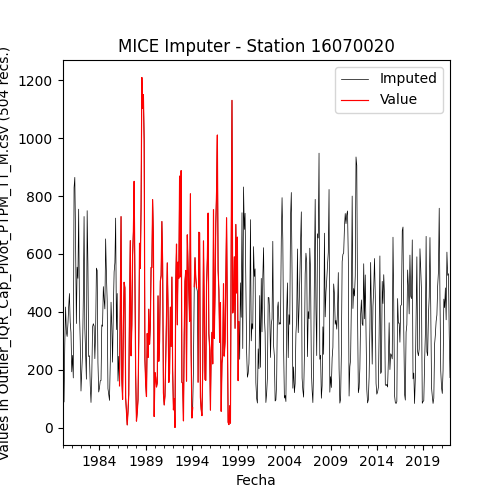 MICE Imputer - Station 16070020
Values in Outlier_IQR_Cap_Pivot_PTPM_TT_M.csv (504 recs.)
1200
1000
800
600
400
200
0
Imputed
Value
1984 1989 1994 1999 2004 2009 2014 2019
Fecha